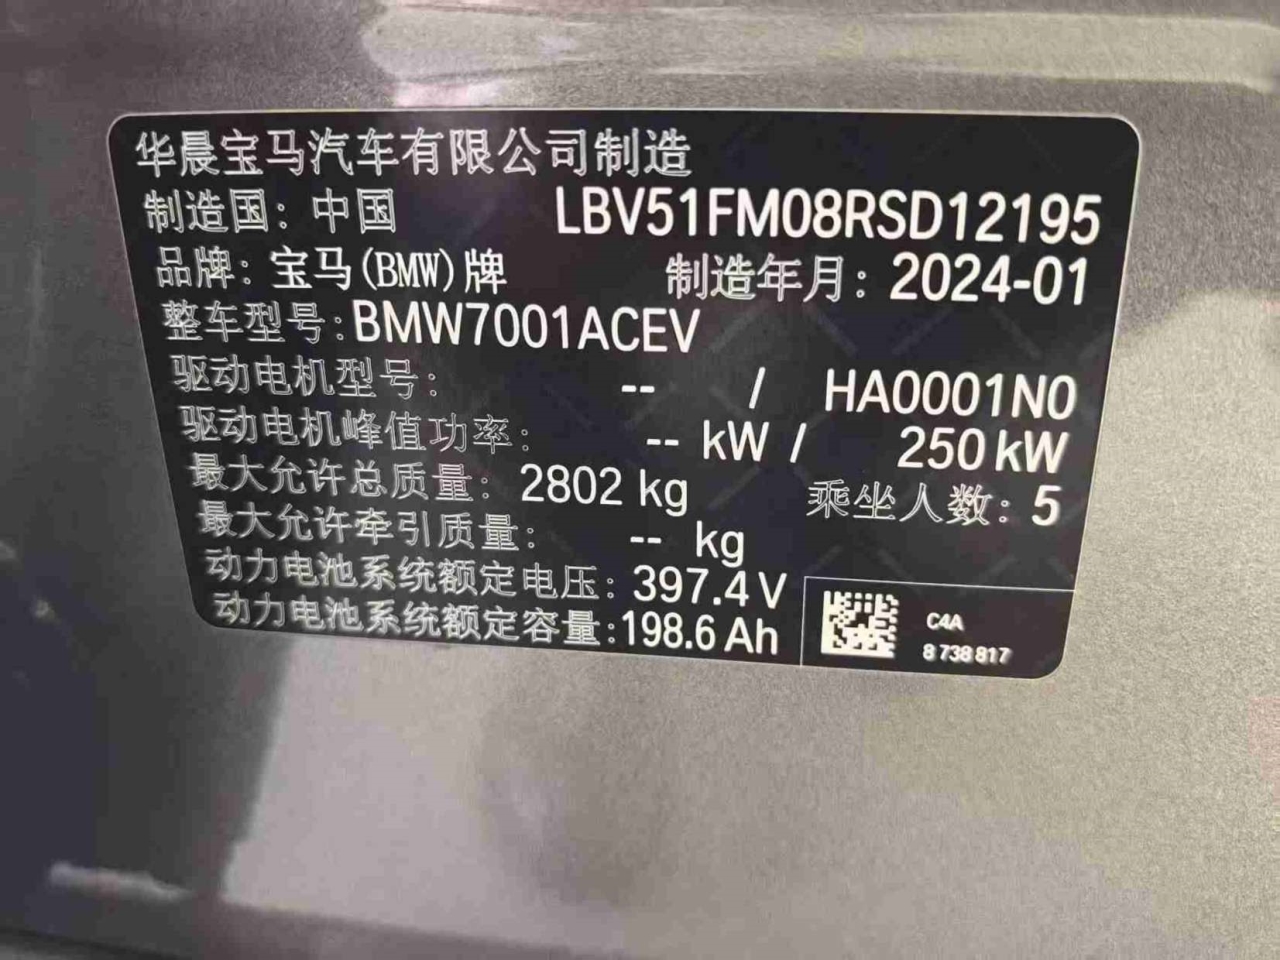 华晨宝马汽车有限公司制造
制造国：中国 LBV51FM08RSD12195
品牌：宝马(BMW)牌 制造年月：2024-01
整车型号：BMW7001ACEV
驱动电机型号： -- / HA0001N0
驱动电机峰值功率： -- kW / 250 kW
最大允许总质量：2802 kg 乘坐人数：5
最大允许牵引质量： -- kg
动力电池系统额定电压：397.4 V
动力电池系统额定容量：198.6 Ah
C4A
8 738 817